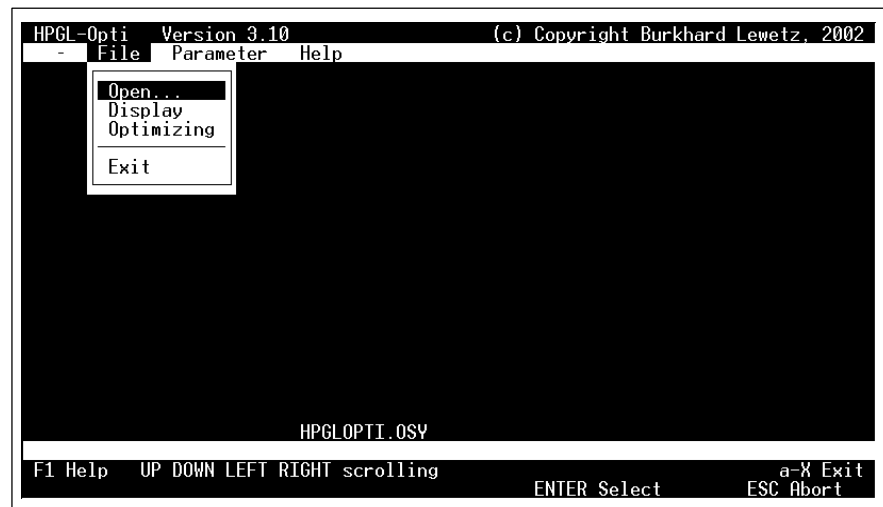 HPGL-Opti Version 3.10 (c) Copyright Burkhard Lewetz, 2002
- File Parameter Help
Open...
Display
Optimizing
Exit
HPGLOPTI.OSY
F1 Help UP DOWN LEFT RIGHT scrolling a-X Exit
ENTER Select ESC Abort